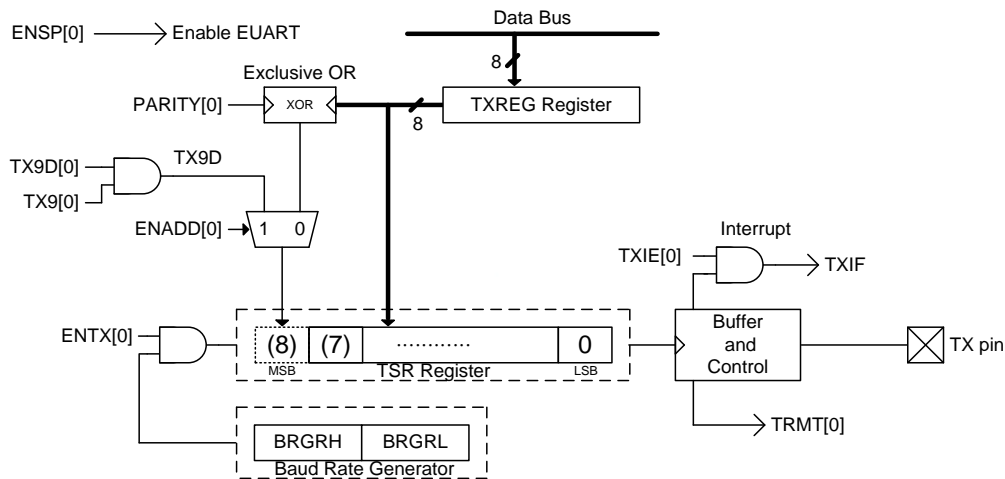 Data Bus
ENSP[0]
Enable EUART
8
Exclusive OR
PARITY[0]
XOR
TXREG Register
8
TX9D
TX9D[0]
TX9[0]
ENADD[0]
1 0
Interrupt
TXIE[0]
TXIF
ENTX[0]
(8) (7) ............ 0
MSB
TSR Register
LSB
Buffer
and
Control
TX pin
TRMT[0]
BRGRH BRGRL
Baud Rate Generator